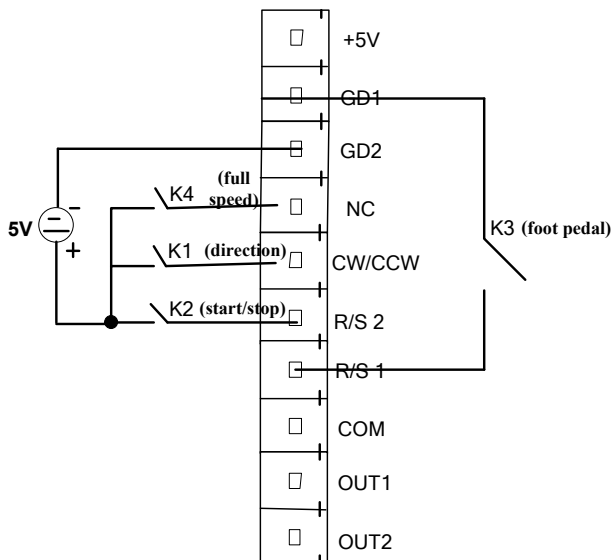 +5V
GD1
GD2
(full
K4 speed)
NC
5V
-
+
K1 (direction)
CW/CCW
K3 (foot pedal)
K2 (start/stop)
R/S 2
R/S 1
COM
OUT1
OUT2